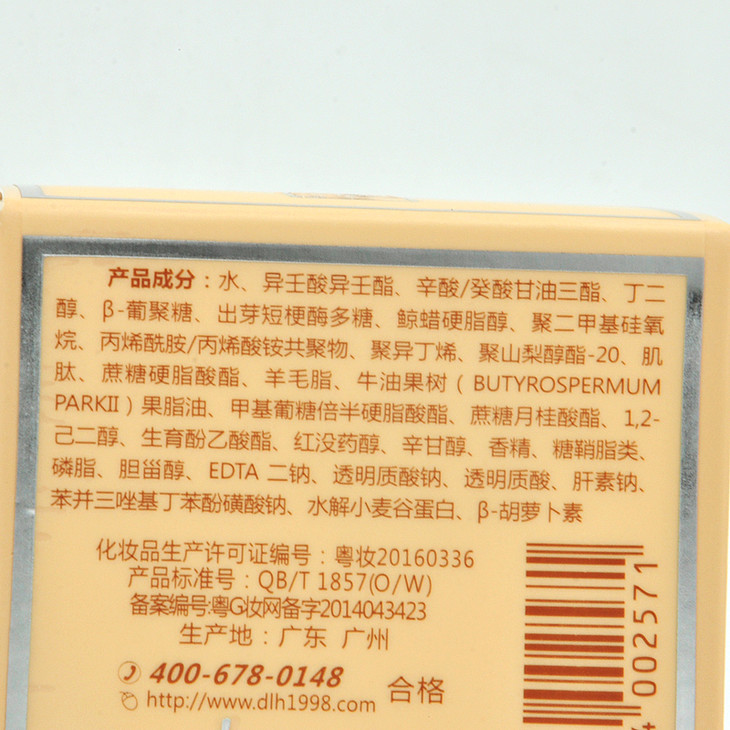 产品成分：水、异壬酸异壬酯、辛酸/癸酸甘油三酯、丁二
醇、β-葡聚糖、出芽短梗酶多糖、鲸蜡硬脂醇、聚二甲基硅氧
烷、丙烯酰胺/丙烯酸铵共聚物、聚异丁烯、聚山梨醇酯-20、肌
肽、蔗糖硬脂酸酯、羊毛脂、牛油果树（BUTYROSPERMUM
PARKII）果脂油、甲基葡糖倍半硬脂酸酯、蔗糖月桂酸酯、1,2-
己二醇、生育酚乙酸酯、红没药醇、辛甘醇、香精、糖鞘脂类、
磷脂、胆甾醇、EDTA 二钠、透明质酸钠、透明质酸、肝素钠、
苯并三唑基丁苯酚磺酸钠、水解小麦谷蛋白、β-胡萝卜素
化妆品生产许可证编号：粤妆20160336
产品标准号：QB/T 1857(O/W)
备案编号:粤G妆网备字2014043423
生产地：广东 广州
400-678-0148
http://www.dlh1998.com
合格
002571